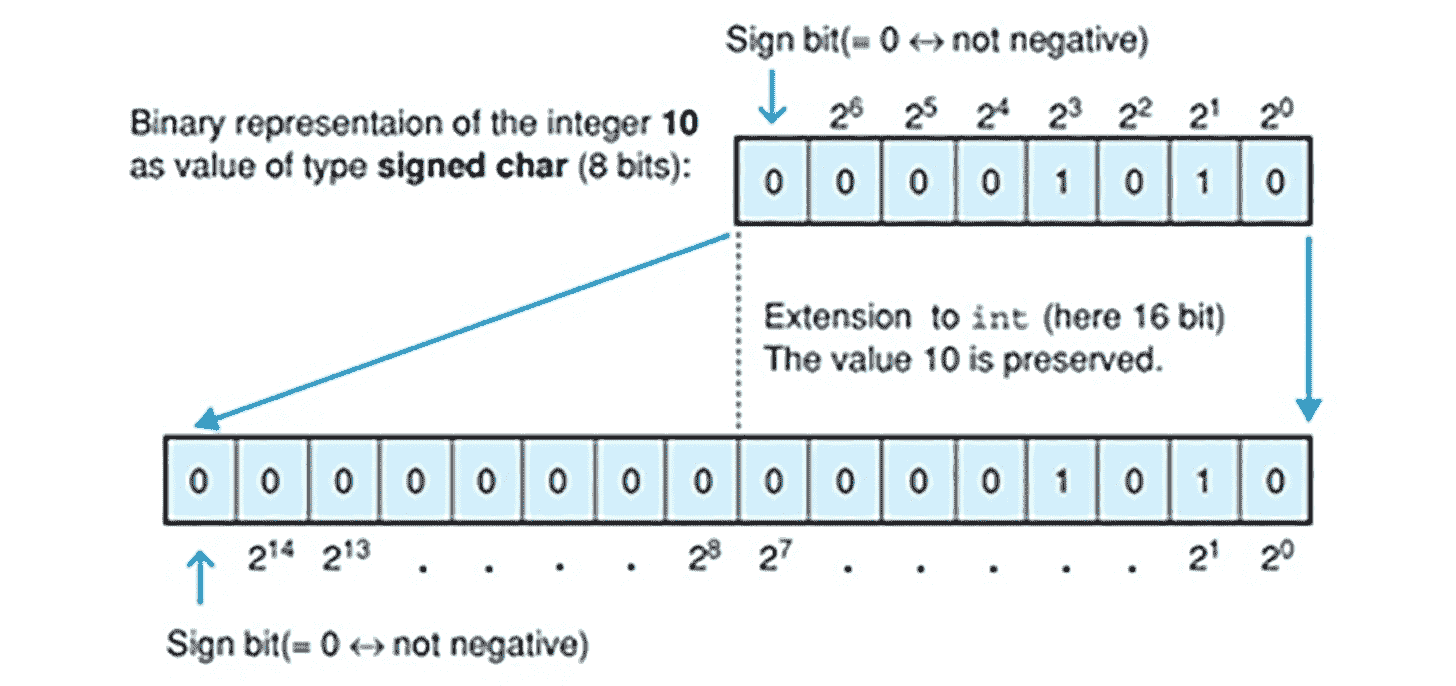 Sign bit(= 0 ↔ not negative)
Binary representaion of the integer 10
as value of type signed char (8 bits):
2⁶ 2⁵ 2⁴ 2³ 2² 2¹ 2⁰
0 0 0 0 1 0 1 0
Extension to int (here 16 bit)
The value 10 is preserved.
0 0 0 0 0 0 0 0 0 0 0 0 1 0 1 0
2¹⁴ 2¹³ . . . . 2⁸ 2⁷ . . . . . 2¹ 2⁰
Sign bit(= 0 ↔ not negative)